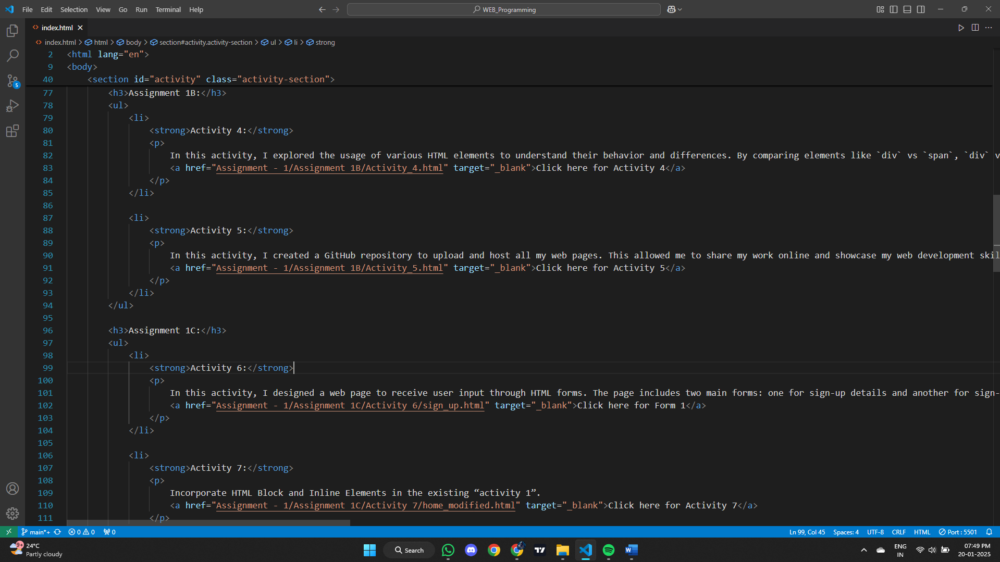 File Edit Selection View Go Run Terminal Help
WEB_Programming
index.html
index.html > html > body > section#activity.activity-section > ul > li > strong
2 <html lang="en">
9 <body>
40 <section id="activity" class="activity-section">
77 <h3>Assignment 1B:</h3>
78 <ul>
79 <li>
80 <strong>Activity 4:</strong>
81 <p>
82 In this activity, I explored the usage of various HTML elements to understand their behavior and differences. By comparing elements like `div` vs `span`, `div` v
83 <a href="Assignment - 1/Assignment 1B/Activity_4.html" target="_blank">Click here for Activity 4</a>
84 </p>
85 </li>
86
87 <li>
88 <strong>Activity 5:</strong>
89 <p>
90 In this activity, I created a GitHub repository to upload and host all my web pages. This allowed me to share my work online and showcase my web development skil
91 <a href="Assignment - 1/Assignment 1B/Activity_5.html" target="_blank">Click here for Activity 5</a>
92 </p>
93 </li>
94 </ul>
95
96 <h3>Assignment 1C:</h3>
97 <ul>
98 <li>
99 <strong>Activity 6:</strong>
100 <p>
101 In this activity, I designed a web page to receive user input through HTML forms. The page includes two main forms: one for sign-up details and another for sign-
102 <a href="Assignment - 1/Assignment 1C/Activity 6/sign_up.html" target="_blank">Click here for Form 1</a>
103 </p>
104 </li>
105
106 <li>
107 <strong>Activity 7:</strong>
108 <p>
109 Incorporate HTML Block and Inline Elements in the existing “activity 1”.
110 <a href="Assignment - 1/Assignment 1C/Activity 7/home_modified.html" target="_blank">Click here for Activity 7</a>
111 </p>
5
main*+ 0 0 0 Ln 99, Col 45 Spaces: 4 UTF-8 CRLF HTML Port : 5501
9+ 24°C
Partly cloudy
Search
ENG
IN
07:49 PM
20-01-2025